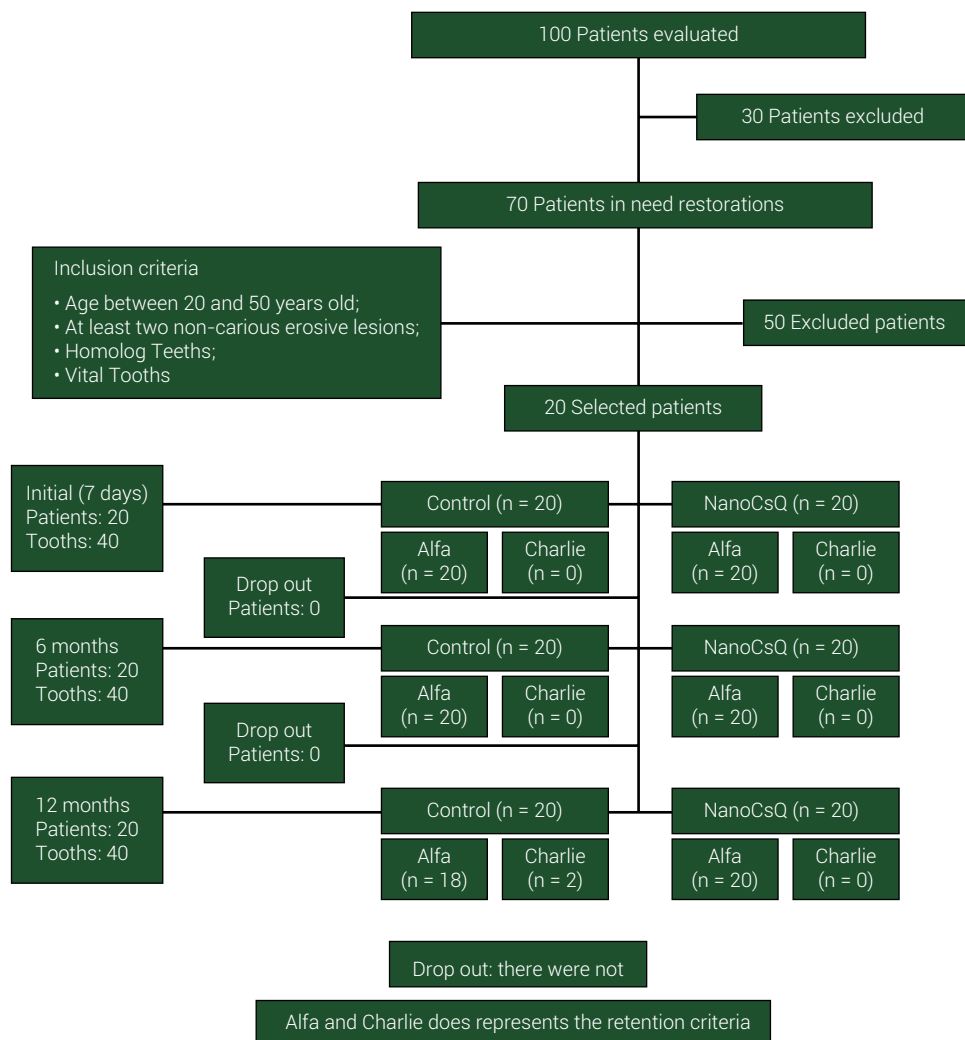 100 Patients evaluated
30 Patients excluded
70 Patients in need restorations
Inclusion criteria
• Age between 20 and 50 years old;
• At least two non-carious erosive lesions;
• Homolog Teeths;
• Vital Tooths
50 Excluded patients
20 Selected patients
Initial (7 days)
Patients: 20
Tooths: 40
Control (n = 20)
NanoCsQ (n = 20)
Alfa
(n = 20)
Charlie
(n = 0)
Alfa
(n = 20)
Charlie
(n = 0)
Drop out
Patients: 0
6 months
Patients: 20
Tooths: 40
Control (n = 20)
NanoCsQ (n = 20)
Alfa
(n = 20)
Charlie
(n = 0)
Alfa
(n = 20)
Charlie
(n = 0)
Drop out
Patients: 0
12 months
Patients: 20
Tooths: 40
Control (n = 20)
NanoCsQ (n = 20)
Alfa
(n = 18)
Charlie
(n = 2)
Alfa
(n = 20)
Charlie
(n = 0)
Drop out: there were not
Alfa and Charlie does represents the retention criteria